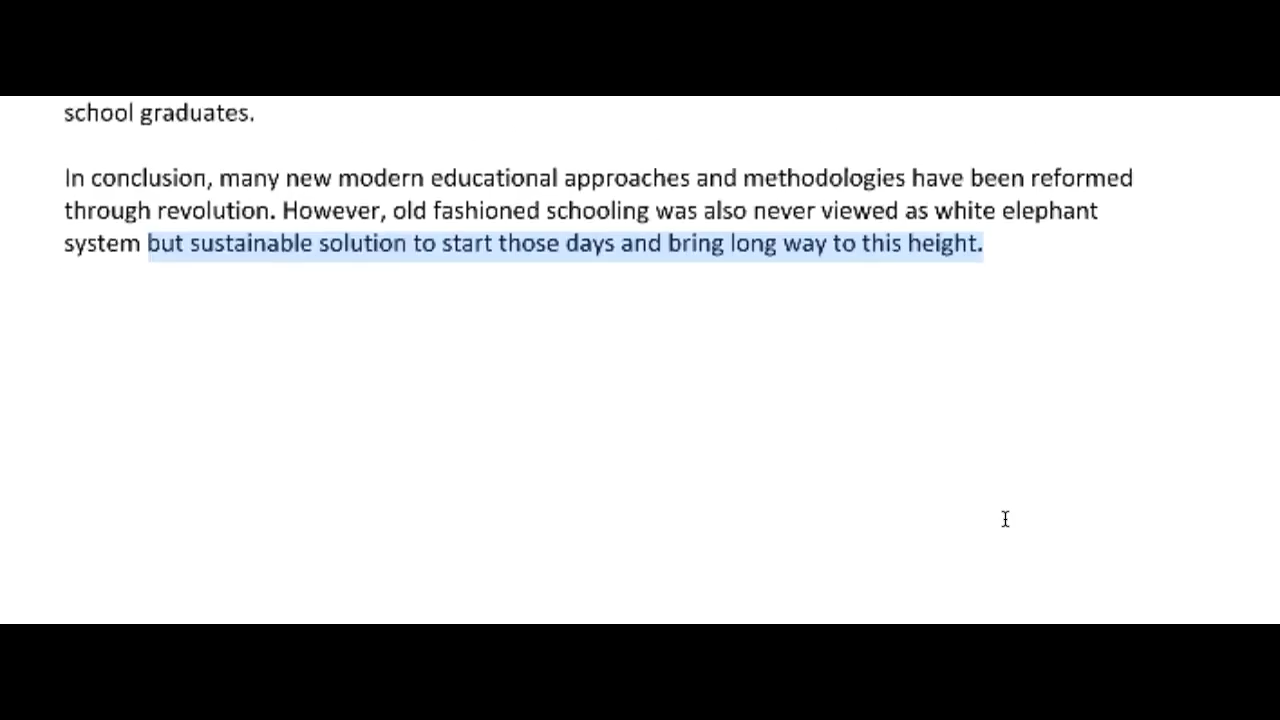 school graduates.
In conclusion, many new modern educational approaches and methodologies have been reformed
through revolution. However, old fashioned schooling was also never viewed as white elephant
system but sustainable solution to start those days and bring long way to this height.